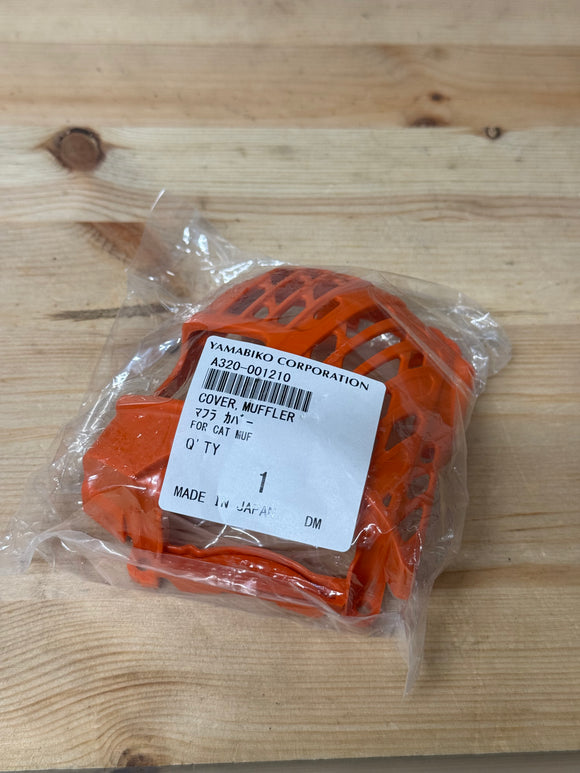 YAMABIKO CORPORATION
A320-001210
COVER,MUFFLER
マフラ カバー
FOR CAT MUF
Q'TY
1
MADE IN JAPAN DM